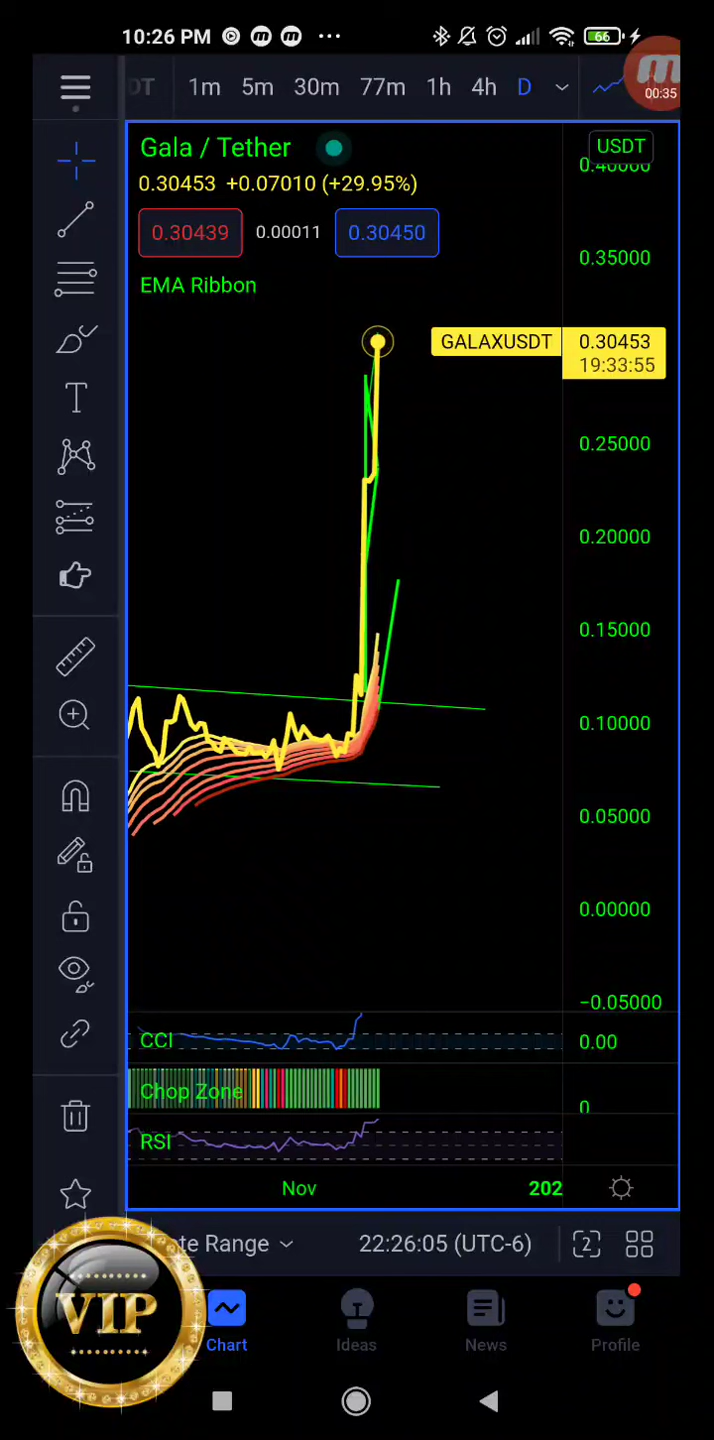 10:26 PM
66
00:35
DT 1m 5m 30m 77m 1h 4h D
Gala / Tether
USDT
0.40000
0.30453 +0.07010 (+29.95%)
0.30439 0.00011 0.30450
0.35000
EMA Ribbon
GALAXUSDT 0.30453
19:33:55
0.25000
0.20000
0.15000
0.10000
0.05000
0.00000
−0.05000
CCI 0.00
Chop Zone 0
RSI
Nov 202
te Range 22:26:05 (UTC-6) 2
VIP
Chart Ideas News Profile